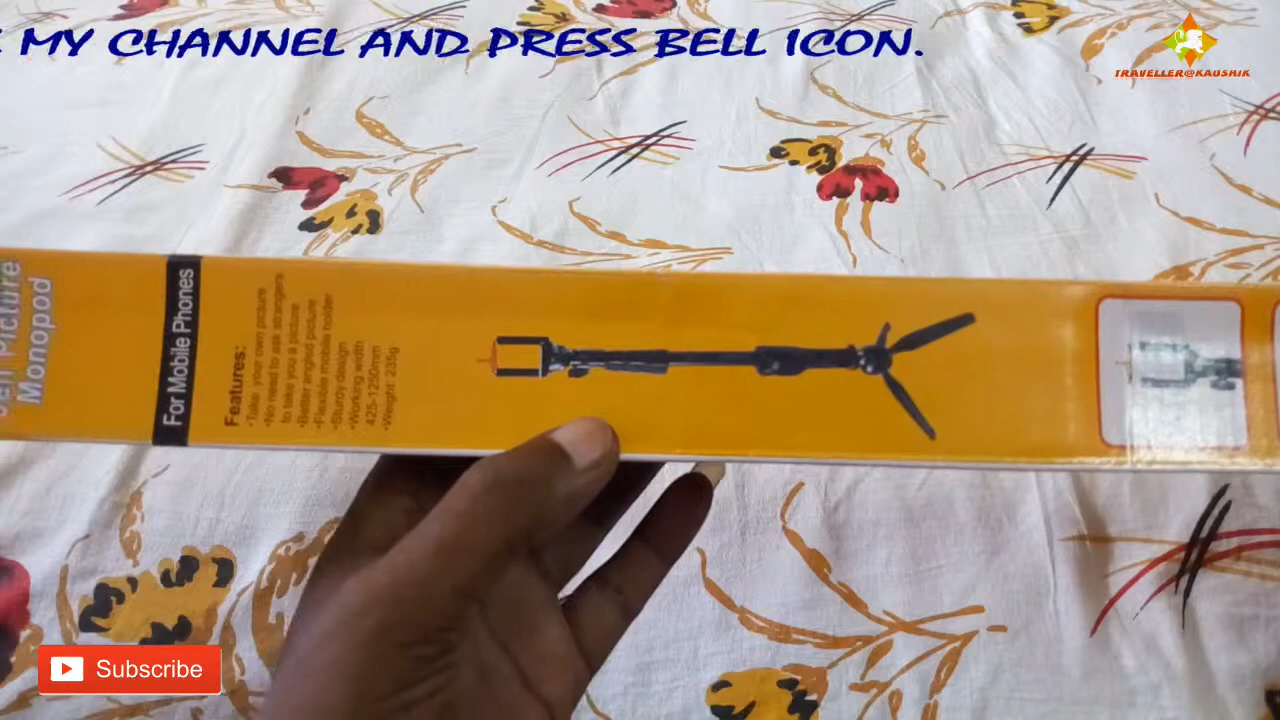 MY CHANNEL AND PRESS BELL ICON.
TRAVELLER@KAUSHIK
Picture
Monopod
For Mobile Phones
Features:
•Take your own picture
•No need to ask strangers
to take you a picture
•Better angled picture
•Flexible mobile holder
•Sturdy design
•Working width
425-1250mm
•Weight: 235g
Subscribe